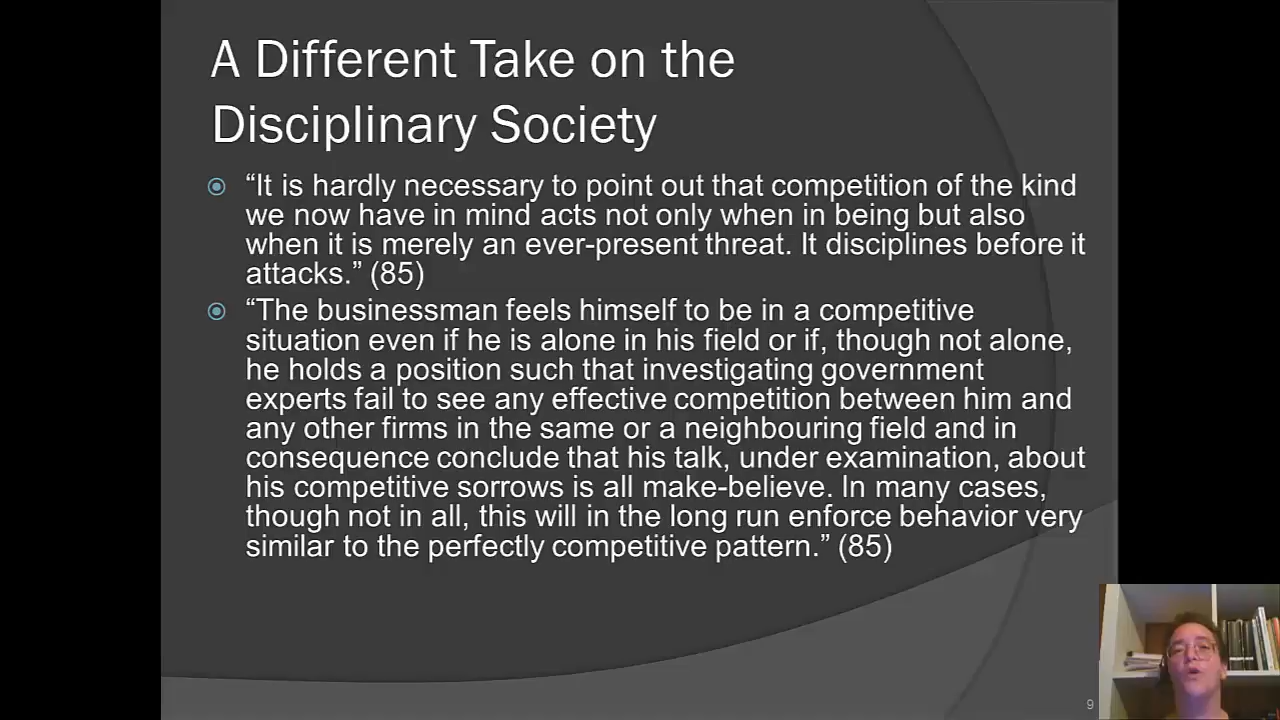 A Different Take on the
Disciplinary Society
“It is hardly necessary to point out that competition of the kind
we now have in mind acts not only when in being but also
when it is merely an ever-present threat. It disciplines before it
attacks.” (85)
“The businessman feels himself to be in a competitive
situation even if he is alone in his field or if, though not alone,
he holds a position such that investigating government
experts fail to see any effective competition between him and
any other firms in the same or a neighbouring field and in
consequence conclude that his talk, under examination, about
his competitive sorrows is all make-believe. In many cases,
though not in all, this will in the long run enforce behavior very
similar to the perfectly competitive pattern.” (85)
9